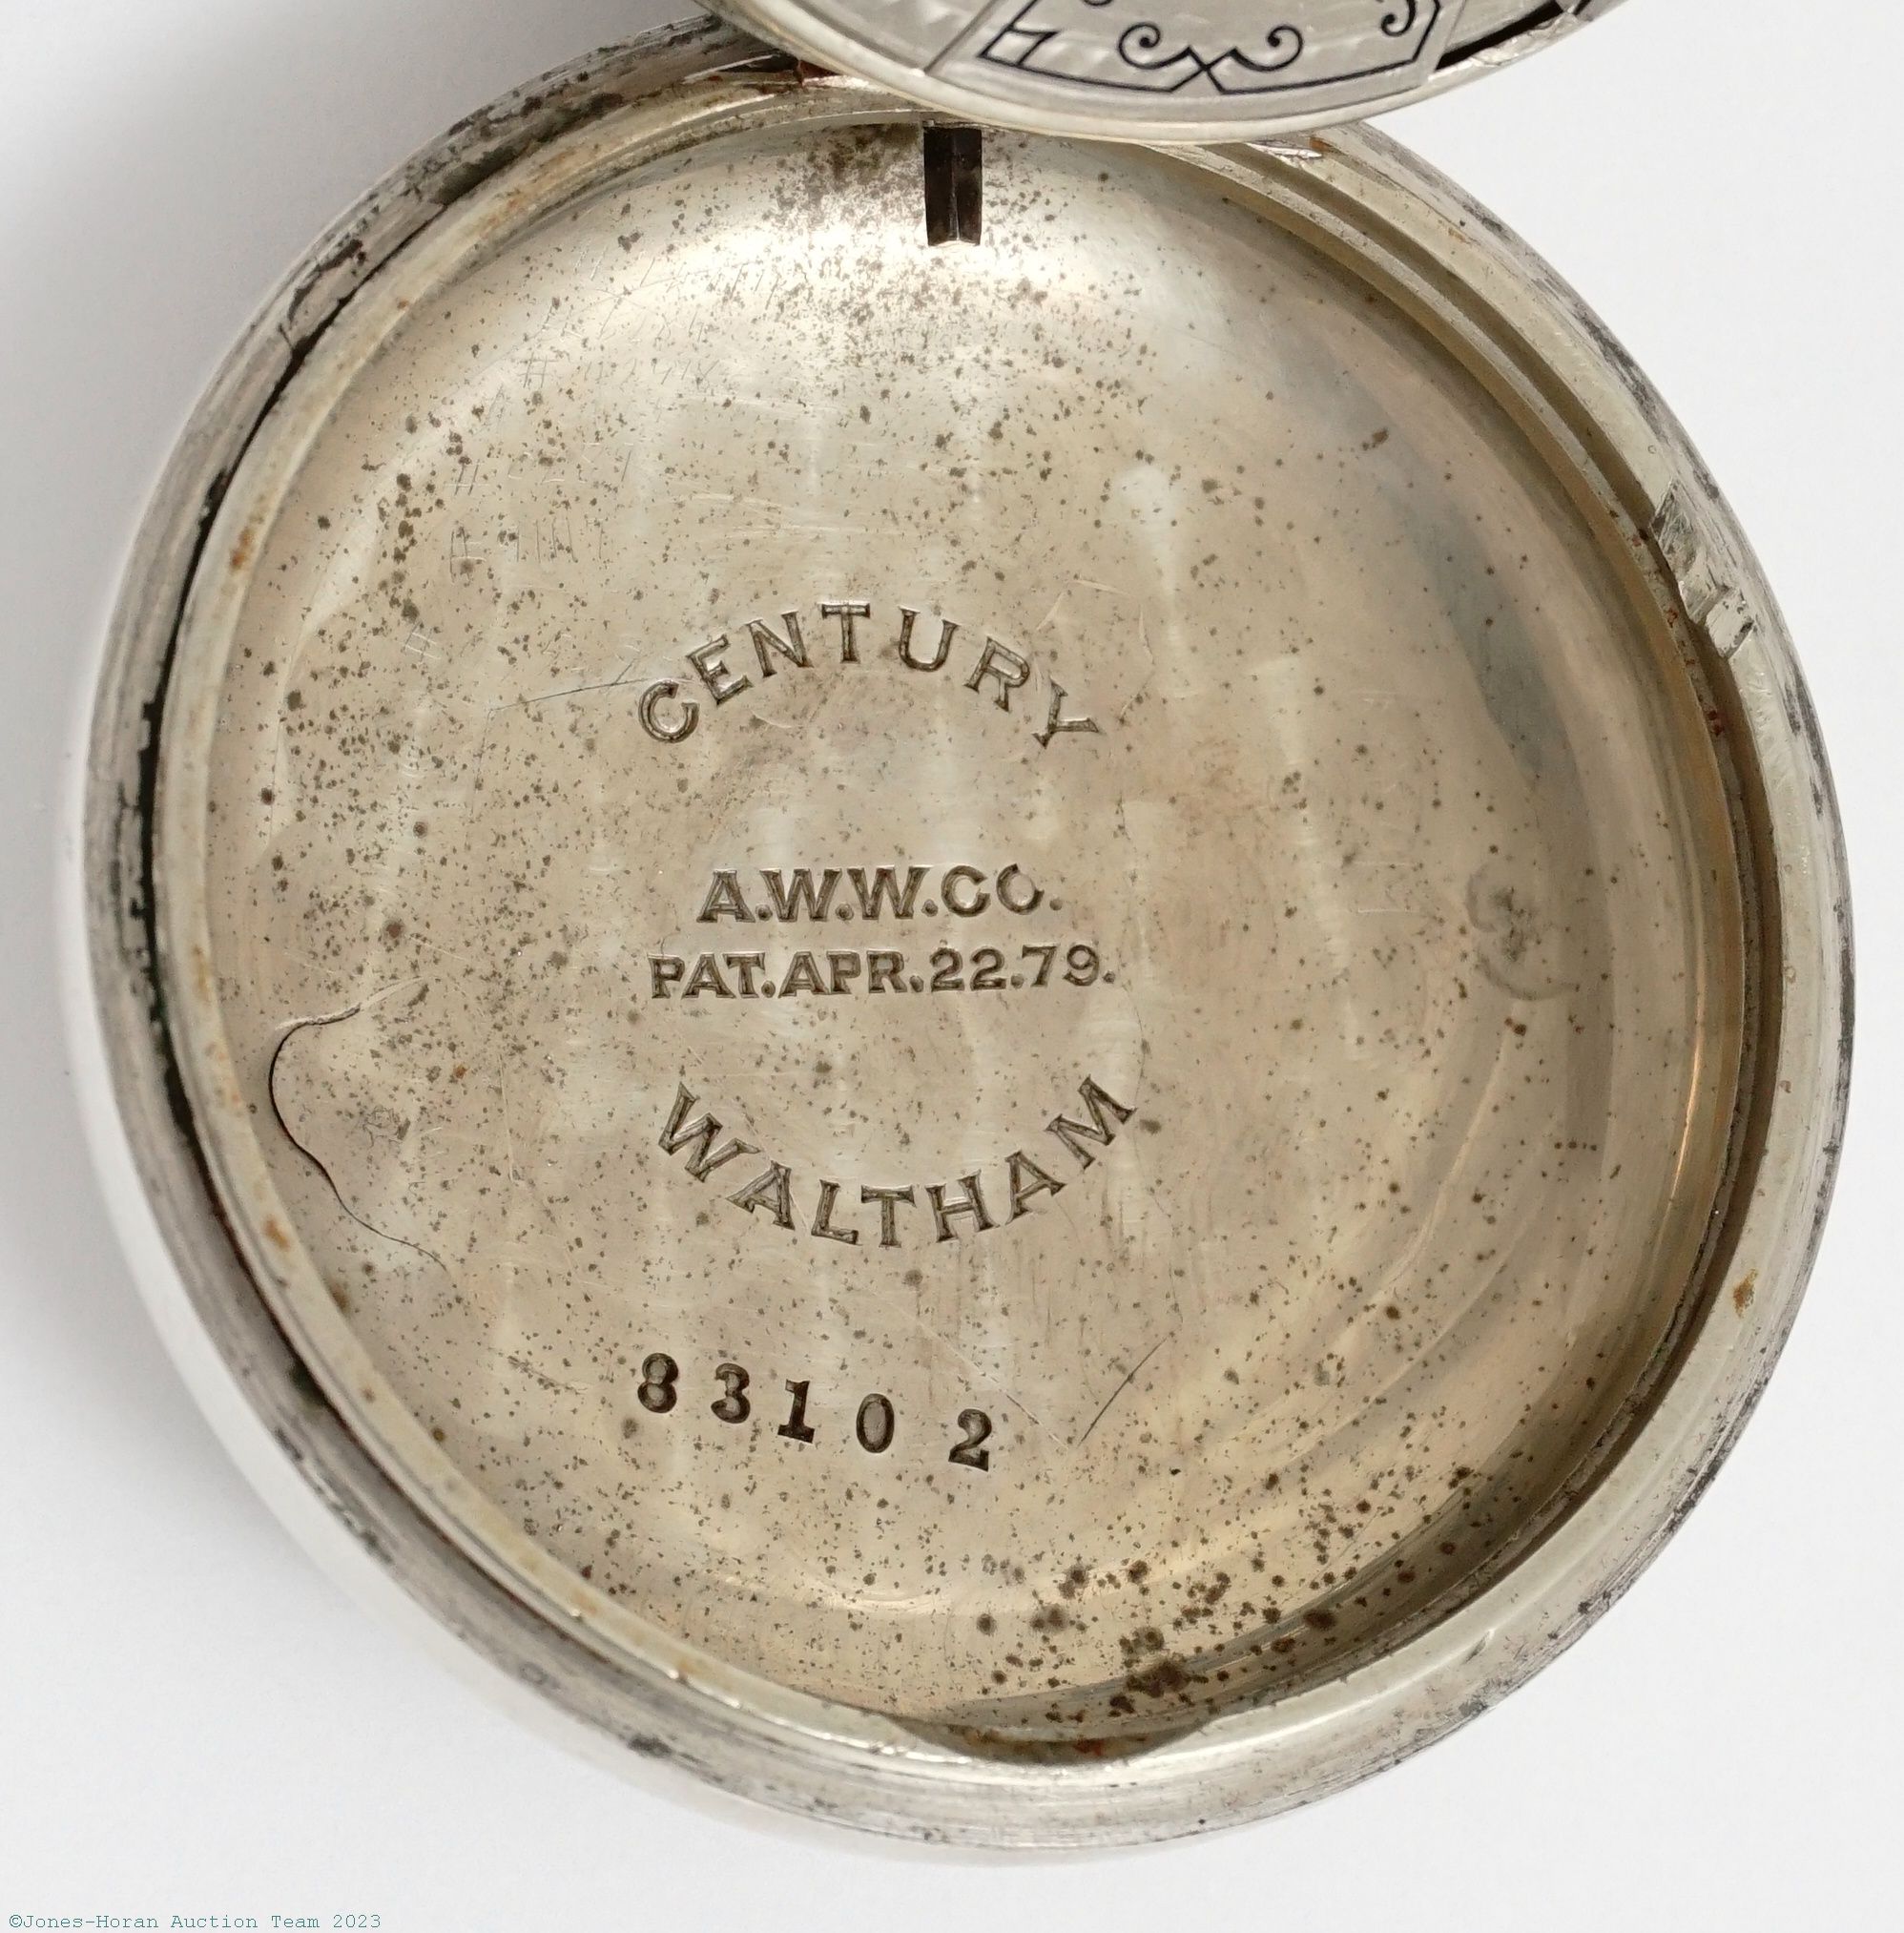 CENTURY
A.W.W.CO.
PAT.APR.22.79.
WALTHAM
83102
©Jones-Horan Auction Team 2023